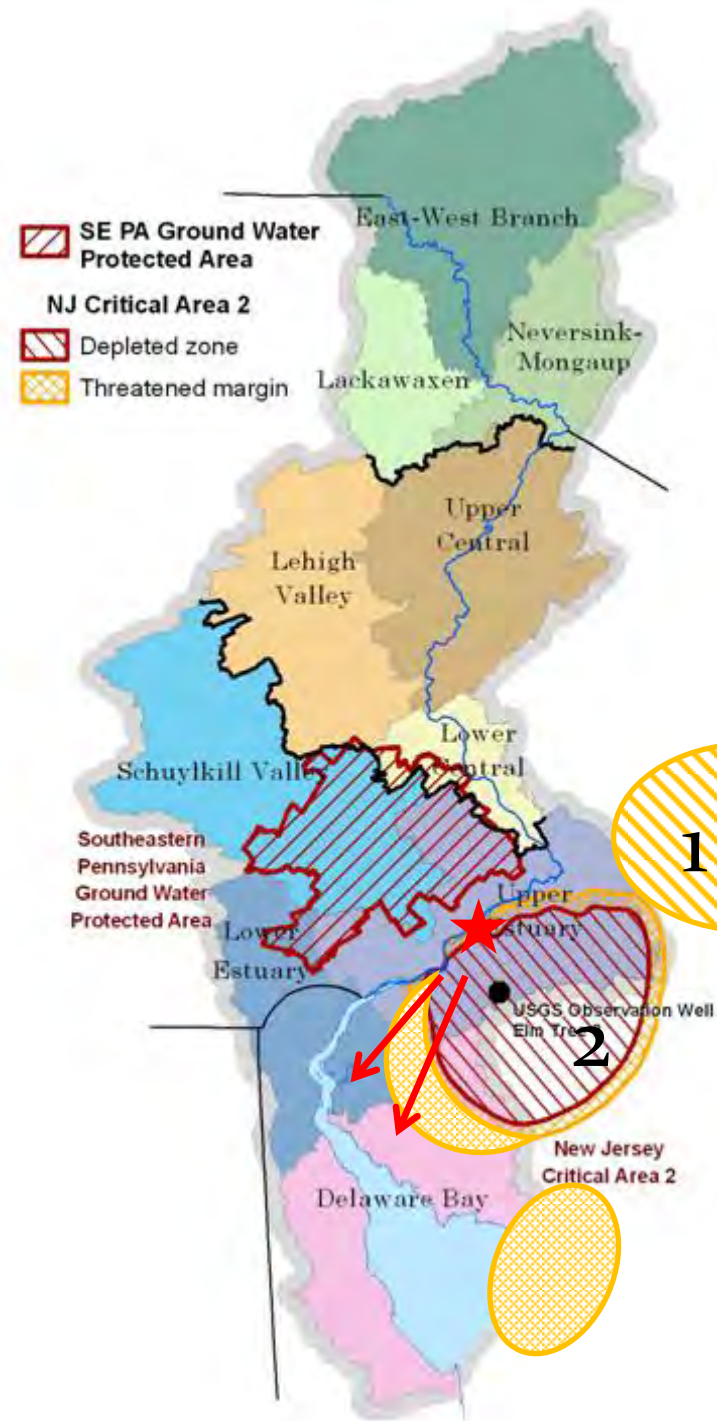 East-West Branch
SE PA Ground Water
Protected Area
NJ Critical Area 2
Depleted zone
Threatened margin
Neversink-
Mongaup
Lackawaxen
Upper
Central
Lehigh
Valley
Lower
Central
Schuylkill Valley
1
Southeastern
Pennsylvania
Ground Water
Protected Area
Upper
Estuary
Lower
Estuary
USGS Observation Well
Elm Tree
2
New Jersey
Critical Area 2
Delaware Bay